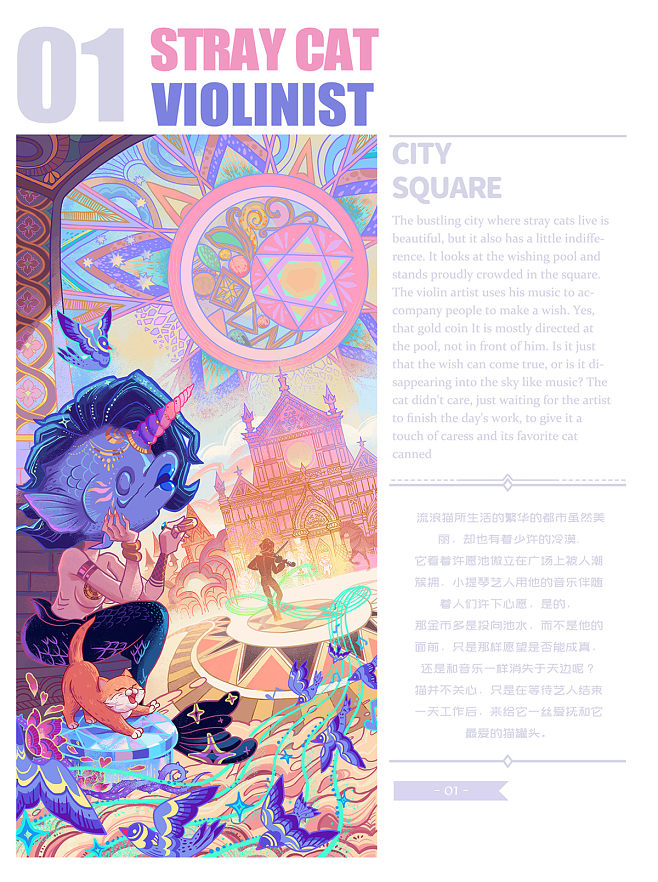 01
STRAY CAT
VIOLINIST
CITY
SQUARE
The bustling city where stray cats live is
beautiful, but it also has a little indiffe-
rence. It looks at the wishing pool and
stands proudly crowded in the square.
The violin artist uses his music to ac-
company people to make a wish. Yes,
that gold coin It is mostly directed at
the pool, not in front of him. Is it just
that the wish can come true, or is it di-
sappearing into the sky like music? The
cat didn't care, just waiting for the artist
to finish the day's work, to give it a
touch of caress and its favorite cat
canned
流浪猫所生活的繁华的都市虽然美
丽，却也有着少许的冷漠.
它看着许愿池傲立在广场上被人潮
簇拥，小提琴艺人用他的音乐伴随
着人们许下心愿，是的，
那金币多是投向池水，而不是他的
面前，只是那样愿望是否能成真，
还是和音乐一样消失于天边呢？
猫并不关心，只是在等待艺人结束
一天工作后，来给它一丝爱抚和它
最爱的猫罐头。
- 01 -